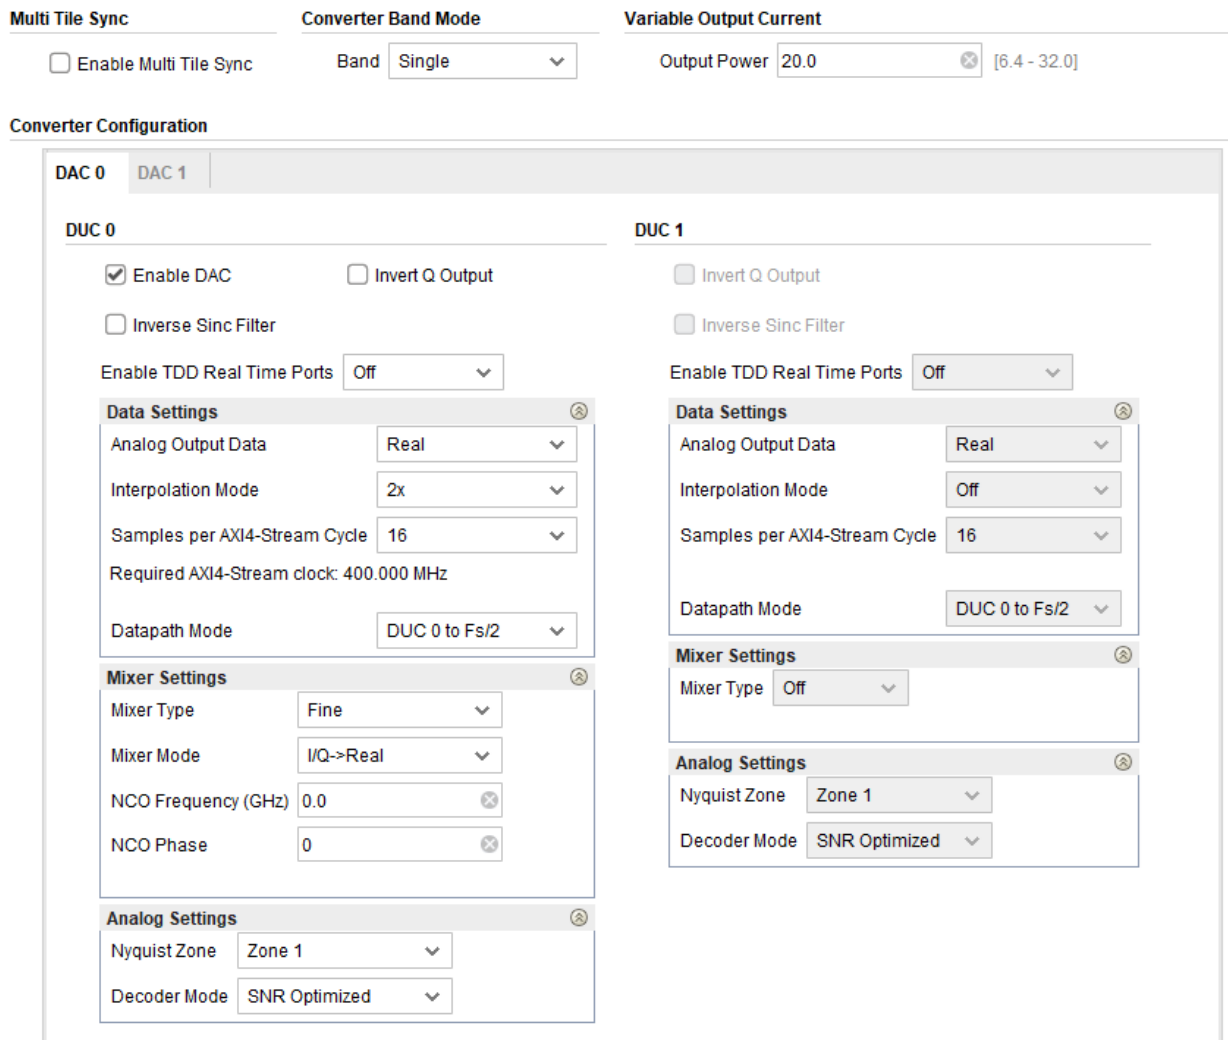 Multi Tile Sync
Converter Band Mode
Variable Output Current
Enable Multi Tile Sync
Band Single
Output Power 20.0 [6.4 - 32.0]
Converter Configuration
DAC 0 DAC 1
DUC 0
Enable DAC Invert Q Output
Inverse Sinc Filter
Enable TDD Real Time Ports Off
Data Settings
Analog Output Data Real
Interpolation Mode 2x
Samples per AXI4-Stream Cycle 16
Required AXI4-Stream clock: 400.000 MHz
Datapath Mode DUC 0 to Fs/2
Mixer Settings
Mixer Type Fine
Mixer Mode I/Q->Real
NCO Frequency (GHz) 0.0
NCO Phase 0
Analog Settings
Nyquist Zone Zone 1
Decoder Mode SNR Optimized
DUC 1
Invert Q Output
Inverse Sinc Filter
Enable TDD Real Time Ports Off
Data Settings
Analog Output Data Real
Interpolation Mode Off
Samples per AXI4-Stream Cycle 16
Datapath Mode DUC 0 to Fs/2
Mixer Settings
Mixer Type Off
Analog Settings
Nyquist Zone Zone 1
Decoder Mode SNR Optimized